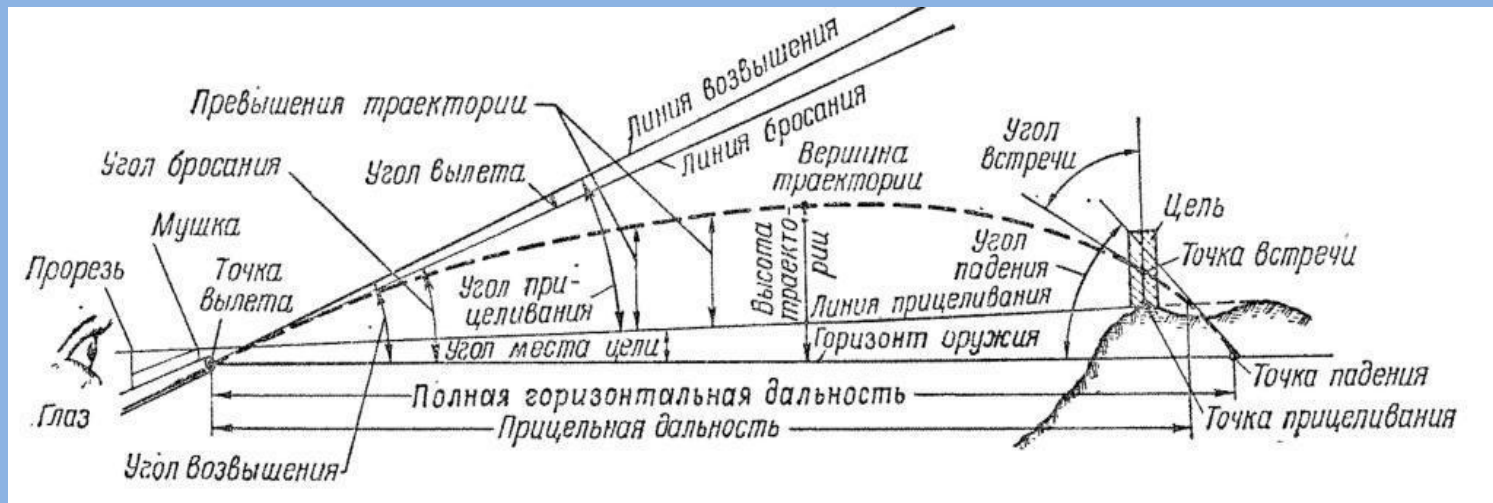 Линия возвышения
Линия бросания
Превышения траектории
Угол бросания
Угол вылета
Вершина
траектории
Угол
встречи
Мушка
Прорезь
Точка
вылета
Угол при-
целивания
Высота
траекто-
рии
Угол
падения
Цель
Точка встречи
Линия прицеливания
Угол места цели
Горизонт оружия
Глаз
Полная горизонтальная дальность
Точка падения
Прицельная дальность
Точка прицеливания
Угол возвышения